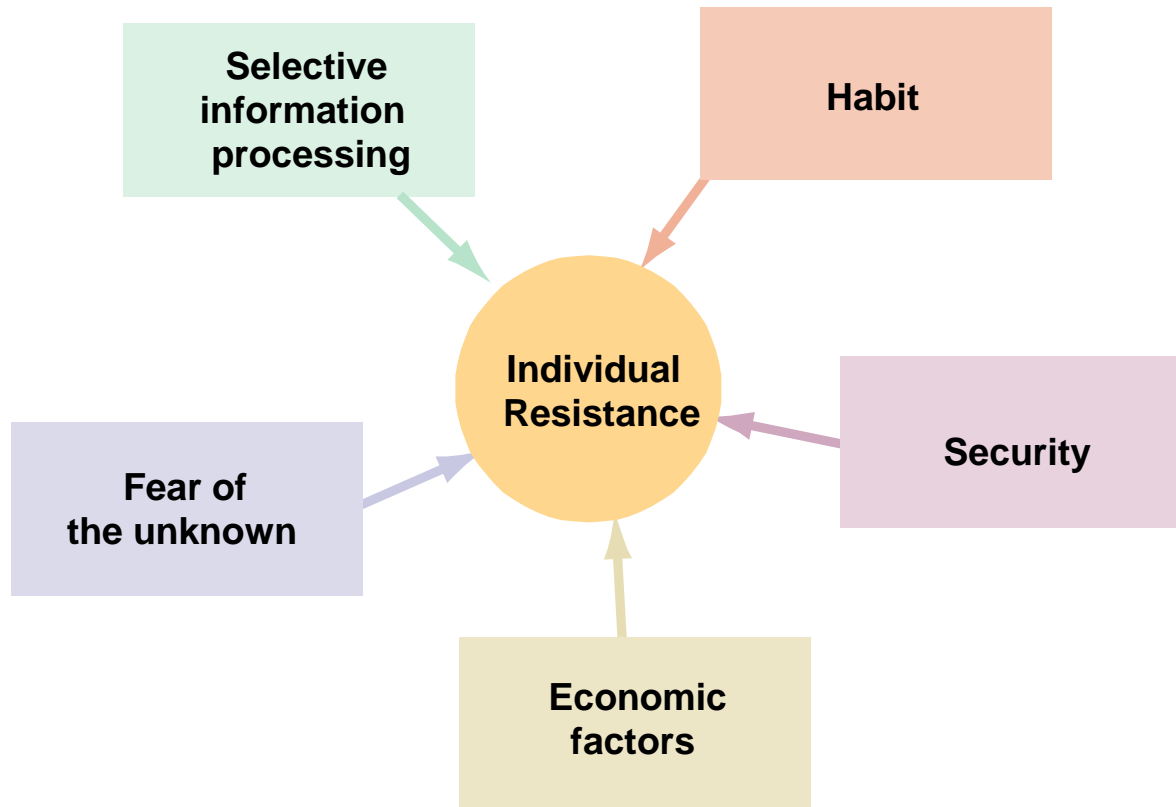 Selective
information
processing
Habit
Individual
Resistance
Security
Fear of
the unknown
Economic
factors